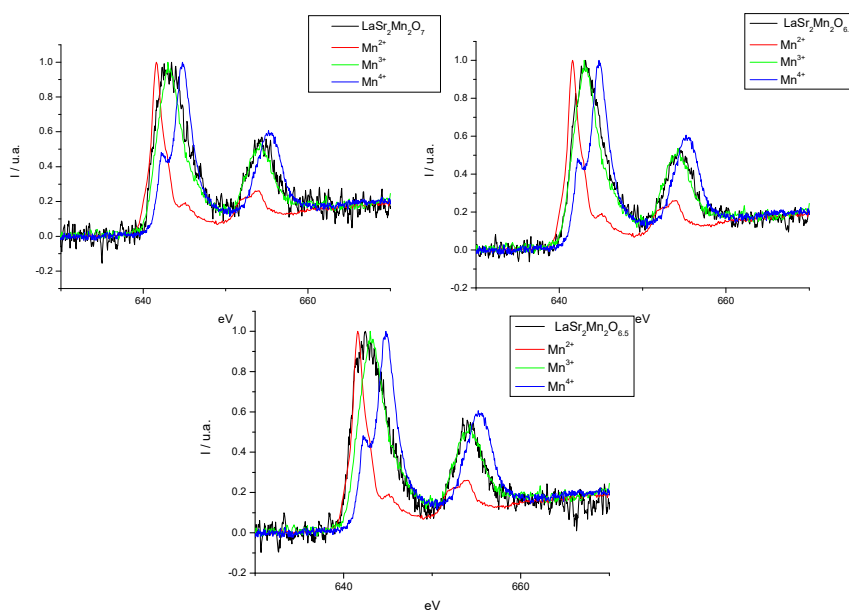 LaSr₂Mn₂O₇
Mn²⁺
Mn³⁺
Mn⁴⁺
1.0
0.8
0.6
0.4
0.2
0.0
-0.2
I / u.a.
640
660
eV
LaSr₂Mn₂O₆.
Mn²⁺
Mn³⁺
Mn⁴⁺
1.0
0.8
0.6
0.4
0.2
0.0
-0.2
I / u.a.
640
660
eV
LaSr₂Mn₂O₆.₅
Mn²⁺
Mn³⁺
Mn⁴⁺
1.0
0.8
0.6
0.4
0.2
0.0
-0.2
I / u.a.
640
660
eV